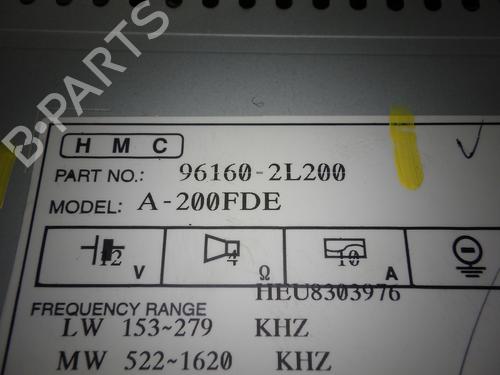 B-PARTS
HMC
PART NO.: 96160-2L200
MODEL: A-200FDE
12 V 4 Ω 10 A
HEU8303976
FREQUENCY RANGE
LW 153~279 KHZ
MW 522~1620 KHZ